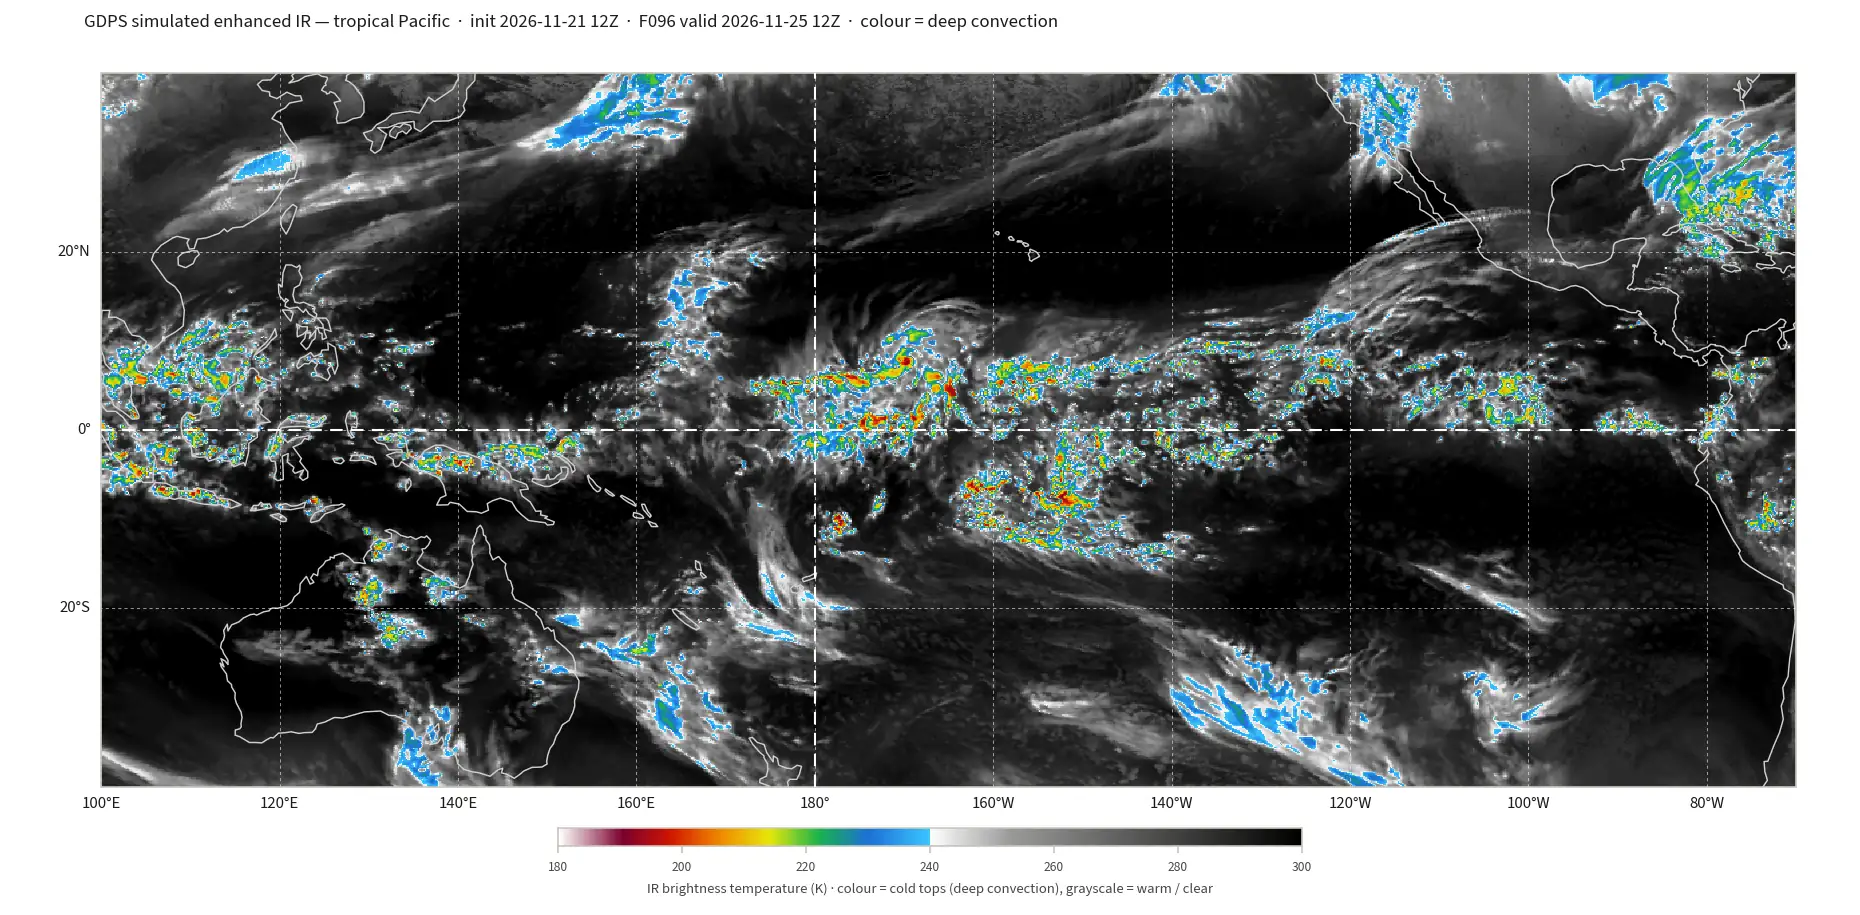 GDPS simulated enhanced IR — tropical Pacific · init 2026-11-21 12Z · F096 valid 2026-11-25 12Z · colour = deep convection
20°N
0°
20°S
100°E 120°E 140°E 160°E 180° 160°W 140°W 120°W 100°W 80°W
180 200 220 240 260 280 300
IR brightness temperature (K) · colour = cold tops (deep convection), grayscale = warm / clear